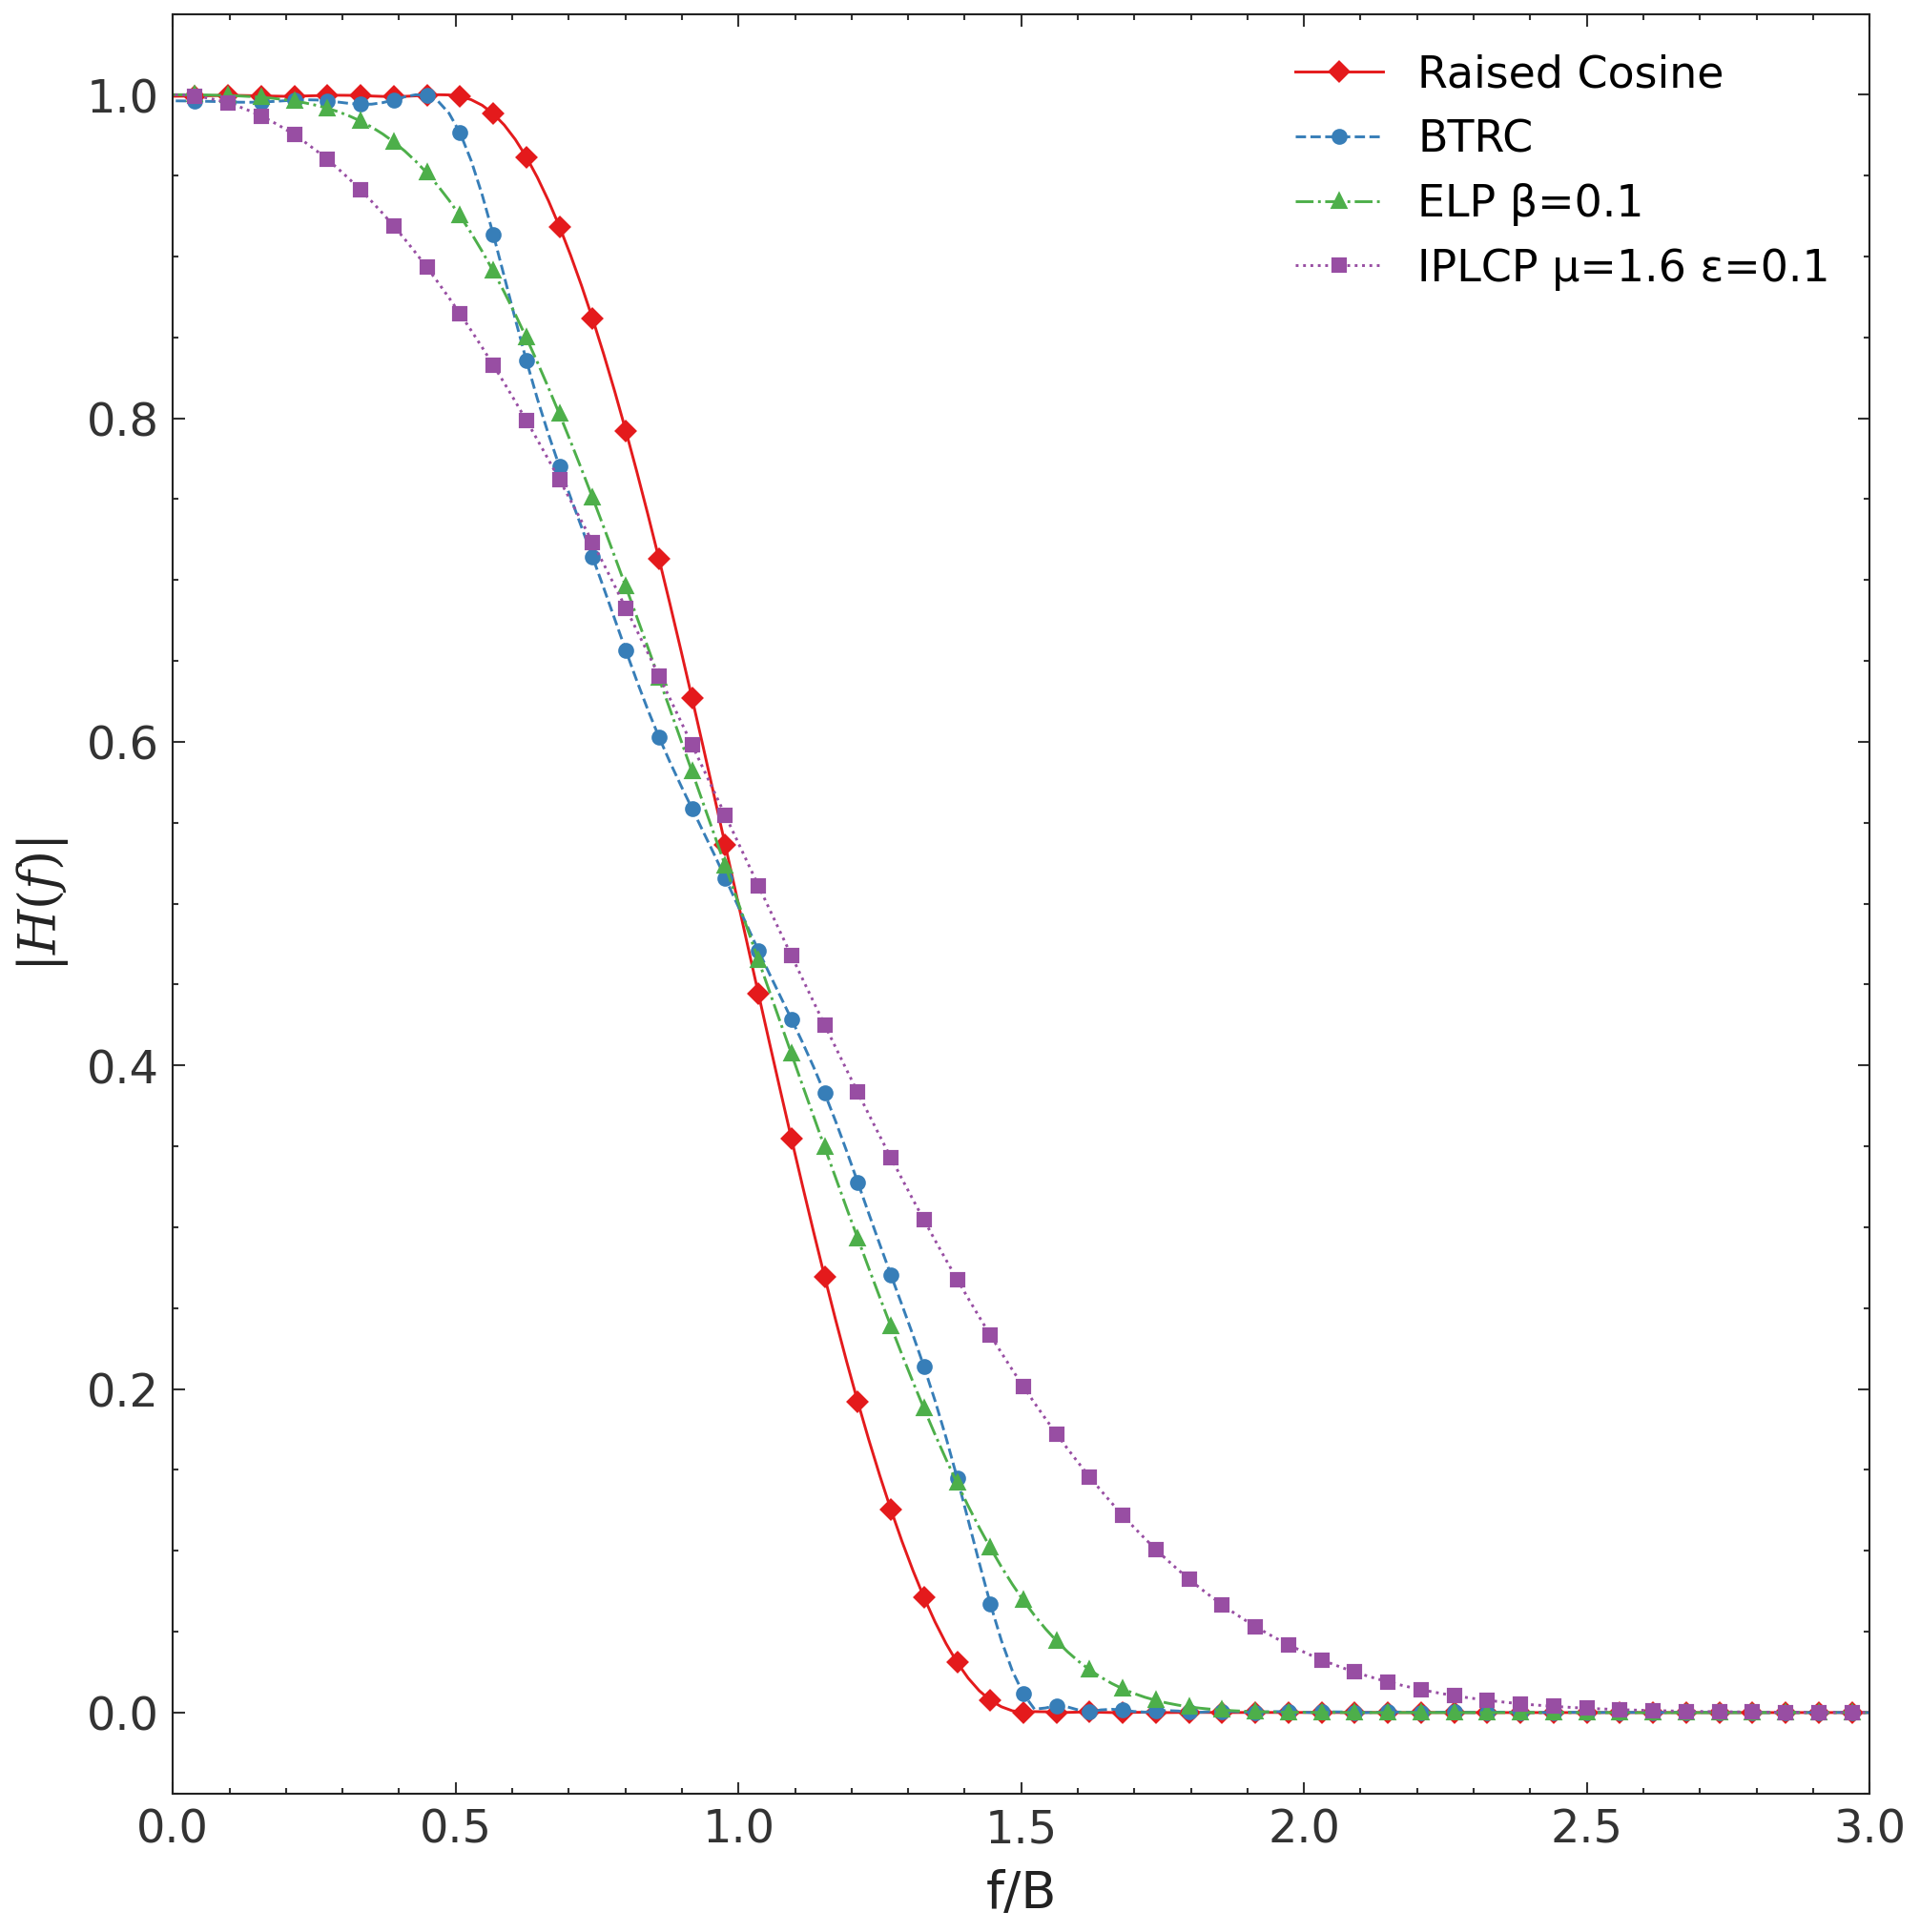 Raised Cosine
BTRC
ELP β=0.1
IPLCP μ=1.6 ε=0.1
1.0
0.8
0.6
0.4
0.2
0.0
|H(f)|
0.0 0.5 1.0 1.5 2.0 2.5 3.0
f/B